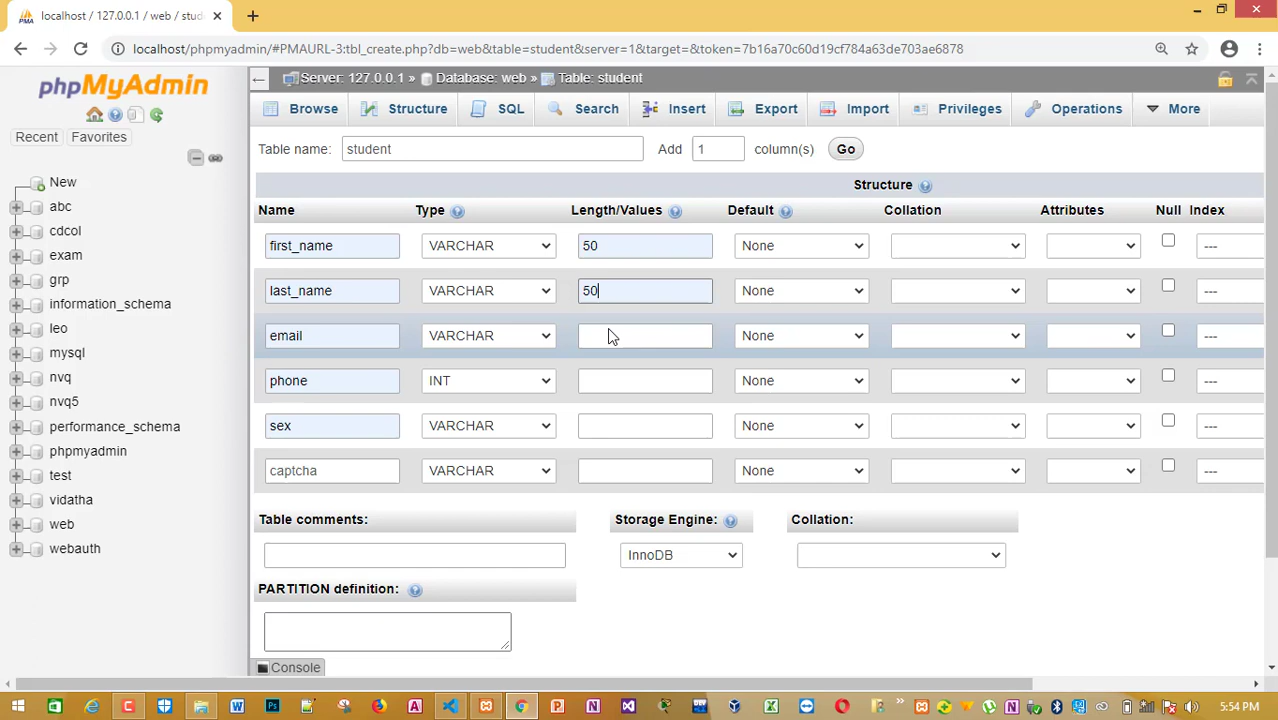 localhost / 127.0.0.1 / web / stud
localhost/phpmyadmin/#PMAURL-3:tbl_create.php?db=web&table=student&server=1&target=&token=7b16a70c60d19cf784a63de703ae6878
phpMyAdmin
Recent Favorites
New
abc
cdcol
exam
grp
information_schema
leo
mysql
nvq
nvq5
performance_schema
phpmyadmin
test
vidatha
web
webauth
Server: 127.0.0.1 » Database: web » Table: student
Browse Structure SQL Search Insert Export Import Privileges Operations More
Table name: student Add 1 column(s) Go
Structure
Name Type Length/Values Default Collation Attributes Null Index
first_name VARCHAR 50 None ---
last_name VARCHAR 50 None ---
email VARCHAR None ---
phone INT None ---
sex VARCHAR None ---
captcha VARCHAR None ---
Table comments: Storage Engine: Collation:
InnoDB
PARTITION definition:
Console
5:54 PM